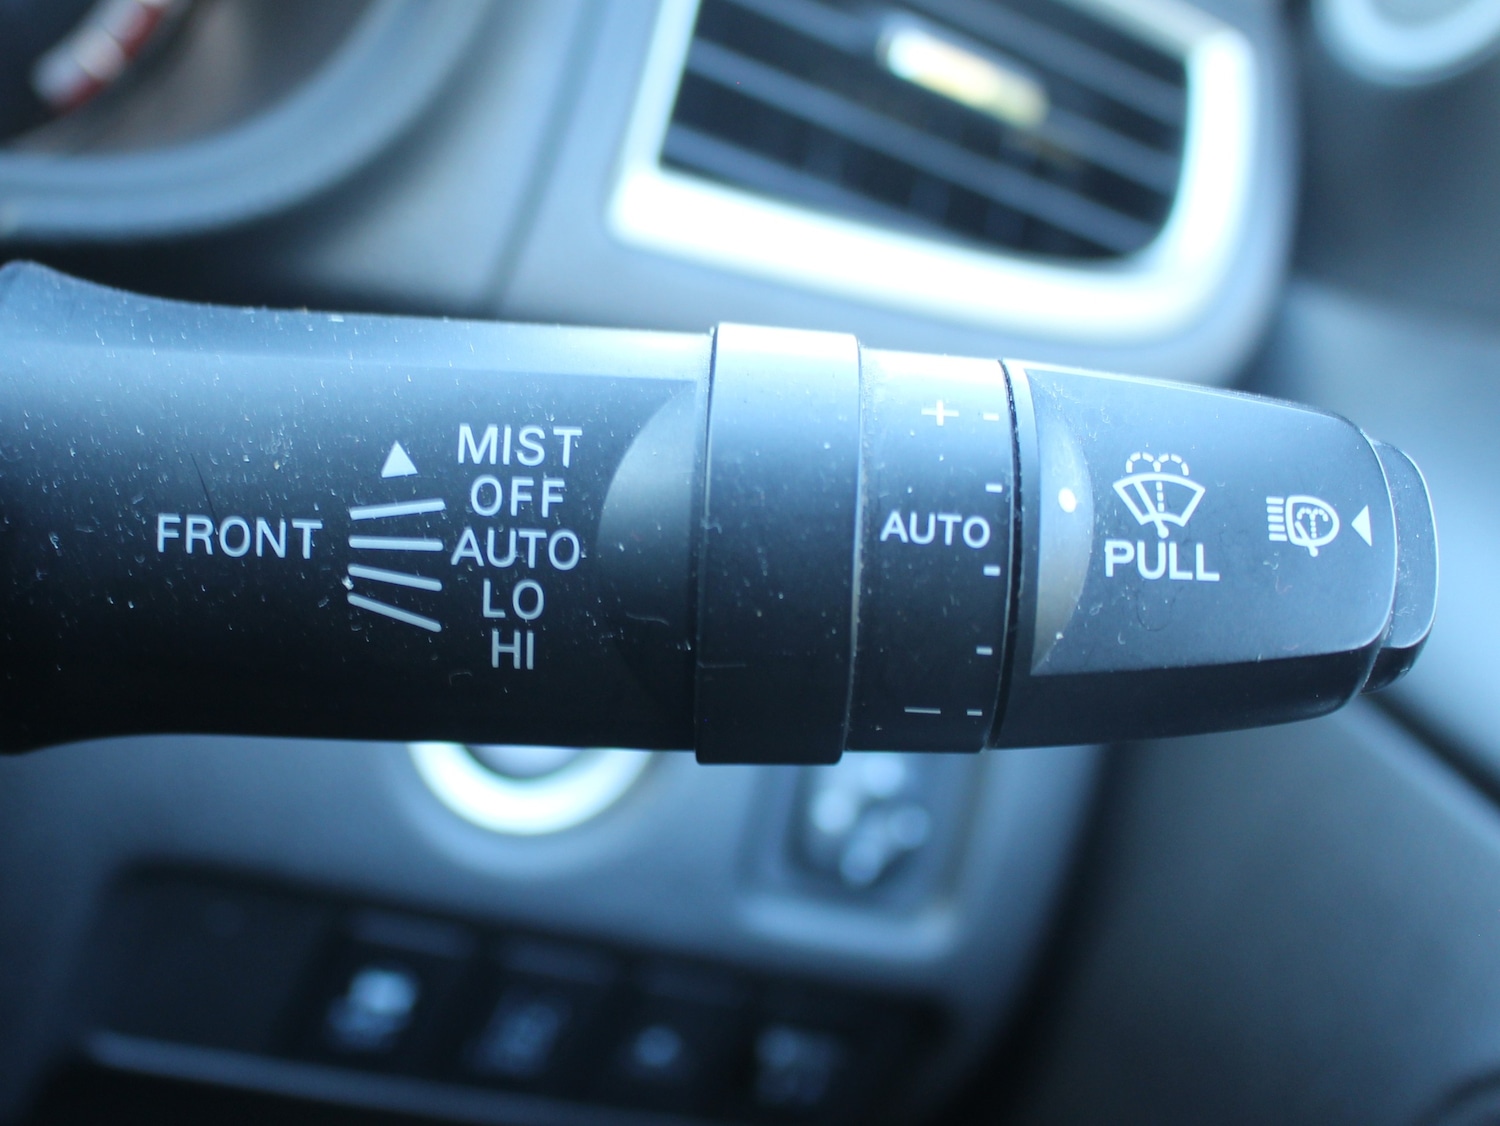 MIST
OFF
FRONT AUTO
LO
HI
+ -
AUTO
—
PULL